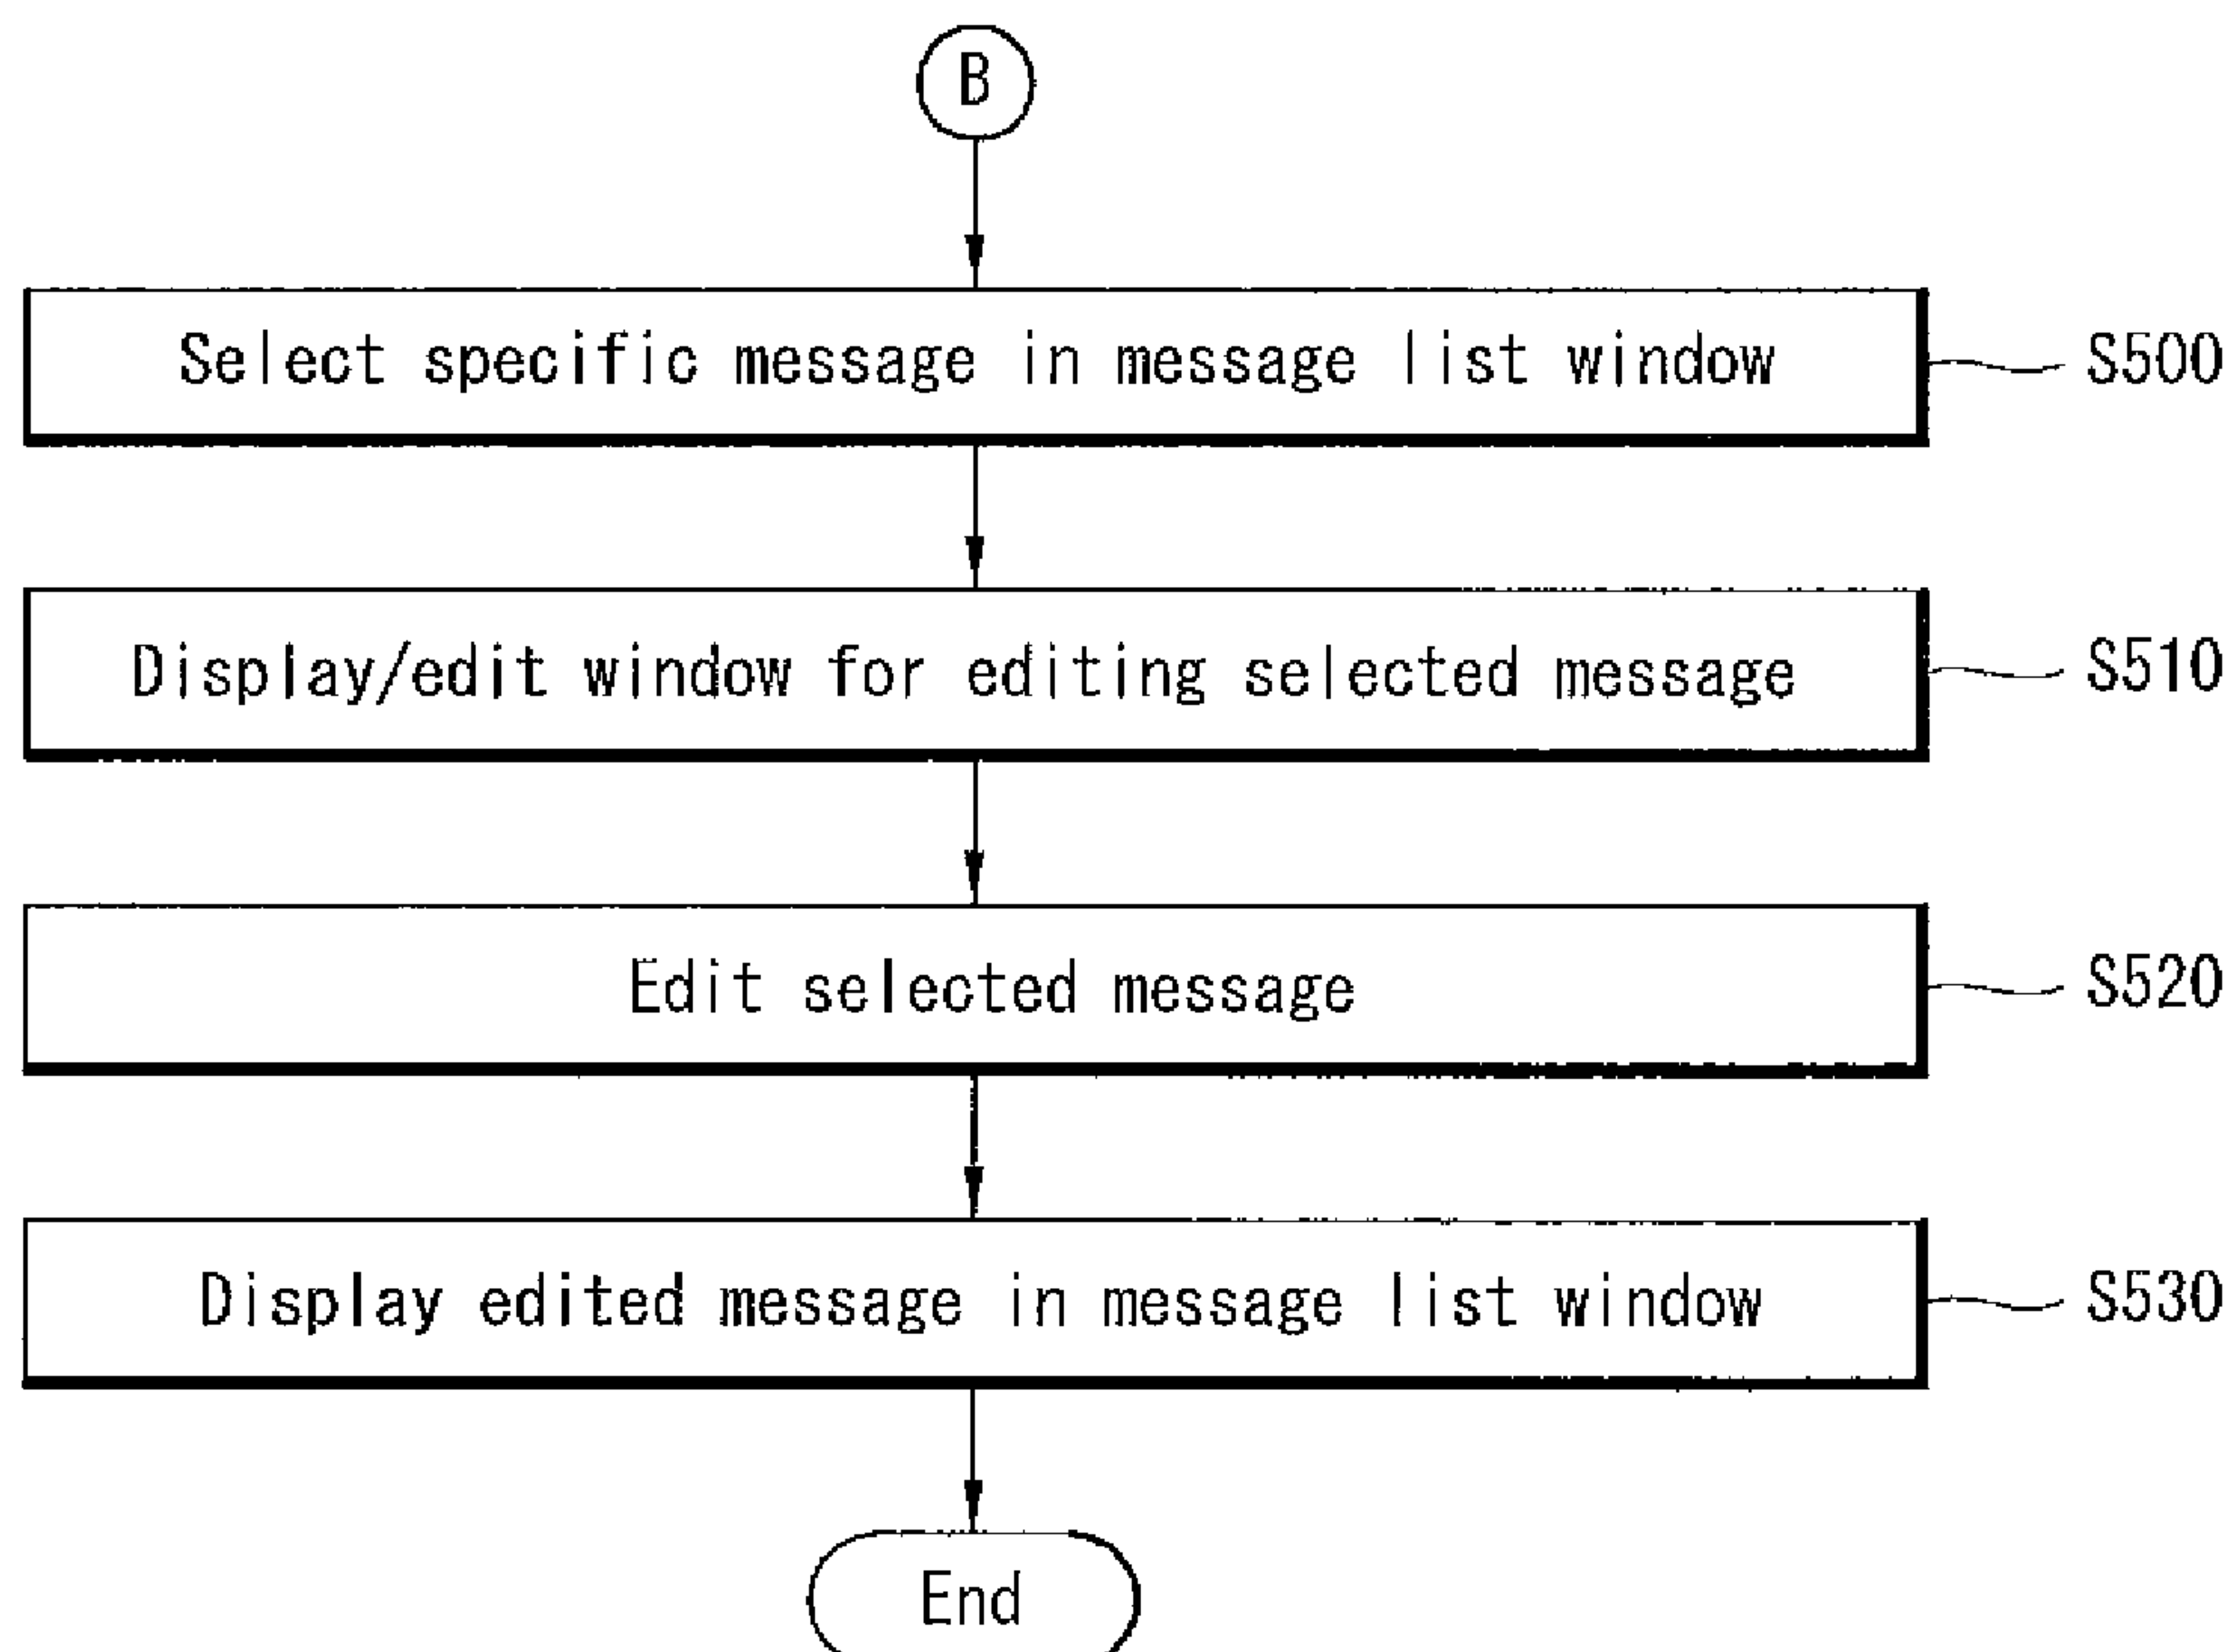 B
Select specific message in message list window S500
Display/edit window for editing selected message S510
Edit selected message S520
Display edited message in message list window S530
End